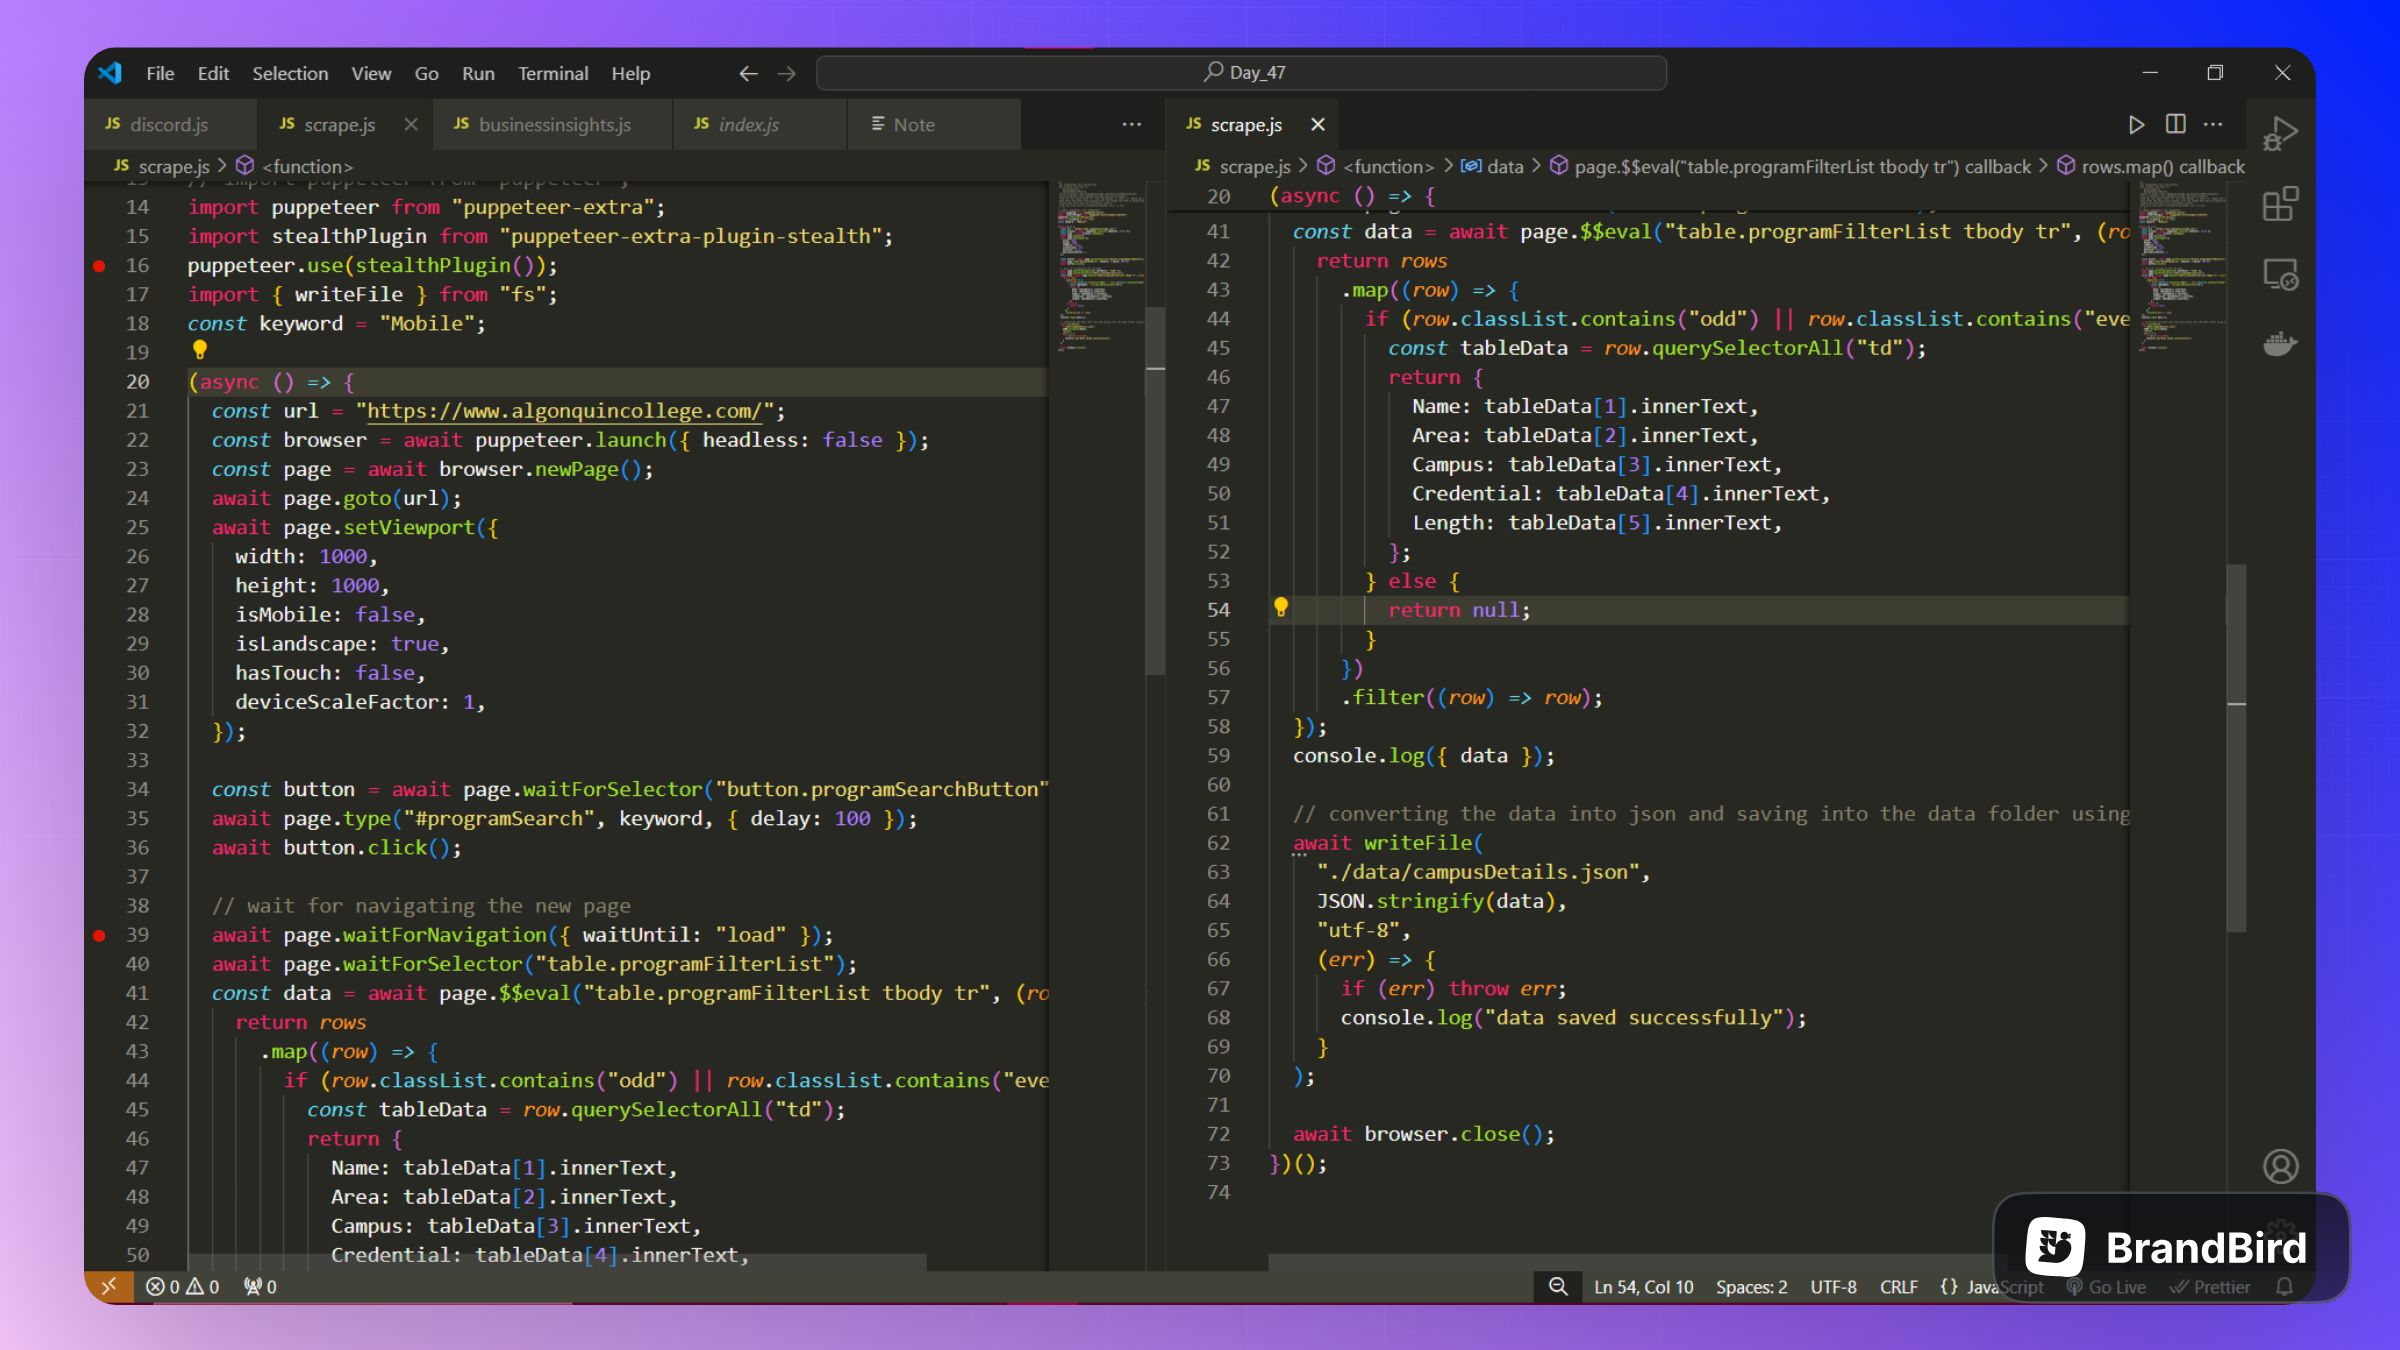 File Edit Selection View Go Run Terminal Help
Day_47
JS discord.js
JS scrape.js
JS businessinsights.js
JS index.js
Note
JS scrape.js > <function>
14 import puppeteer from "puppeteer-extra";
15 import stealthPlugin from "puppeteer-extra-plugin-stealth";
16 puppeteer.use(stealthPlugin());
17 import { writeFile } from "fs";
18 const keyword = "Mobile";
19
20 (async () => {
21 const url = "https://www.algonquincollege.com/";
22 const browser = await puppeteer.launch({ headless: false });
23 const page = await browser.newPage();
24 await page.goto(url);
25 await page.setViewport({
26 width: 1000,
27 height: 1000,
28 isMobile: false,
29 isLandscape: true,
30 hasTouch: false,
31 deviceScaleFactor: 1,
32 });
33
34 const button = await page.waitForSelector("button.programSearchButton"
35 await page.type("#programSearch", keyword, { delay: 100 });
36 await button.click();
37
38 // wait for navigating the new page
39 await page.waitForNavigation({ waitUntil: "load" });
40 await page.waitForSelector("table.programFilterList");
41 const data = await page.$$eval("table.programFilterList tbody tr", (ro
42 return rows
43 .map((row) => {
44 if (row.classList.contains("odd") || row.classList.contains("eve
45 const tableData = row.querySelectorAll("td");
46 return {
47 Name: tableData[1].innerText,
48 Area: tableData[2].innerText,
49 Campus: tableData[3].innerText,
50 Credential: tableData[4].innerText,
JS scrape.js
JS scrape.js > <function> > data > page.$$eval("table.programFilterList tbody tr") callback > rows.map() callback
20 (async () => {
41 const data = await page.$$eval("table.programFilterList tbody tr", (ro
42 return rows
43 .map((row) => {
44 if (row.classList.contains("odd") || row.classList.contains("eve
45 const tableData = row.querySelectorAll("td");
46 return {
47 Name: tableData[1].innerText,
48 Area: tableData[2].innerText,
49 Campus: tableData[3].innerText,
50 Credential: tableData[4].innerText,
51 Length: tableData[5].innerText,
52 };
53 } else {
54 return null;
55 }
56 })
57 .filter((row) => row);
58 });
59 console.log({ data });
60
61 // converting the data into json and saving into the data folder using
62 await writeFile(
63 "./data/campusDetails.json",
64 JSON.stringify(data),
65 "utf-8",
66 (err) => {
67 if (err) throw err;
68 console.log("data saved successfully");
69 }
70 );
71
72 await browser.close();
73 })();
74
0 0 0
Ln 54, Col 10 Spaces: 2 UTF-8 CRLF {} JavaScript Go Live Prettier
BrandBird